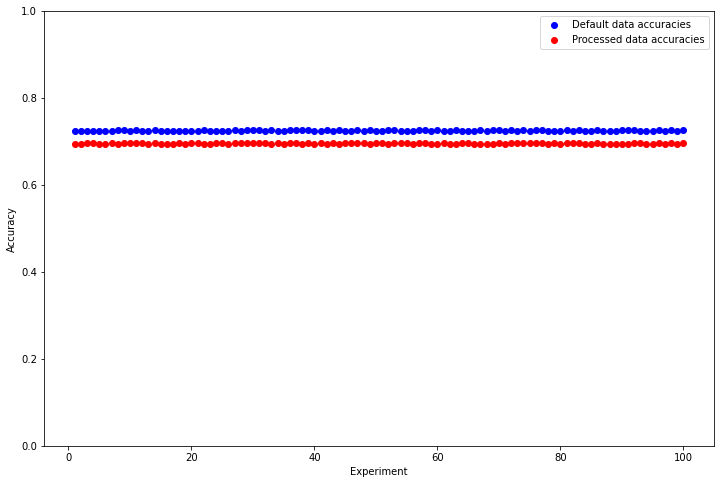 1.0
Default data accuracies
Processed data accuracies
0.8
0.6
Accuracy
0.4
0.2
0.0
0 20 40 60 80 100
Experiment